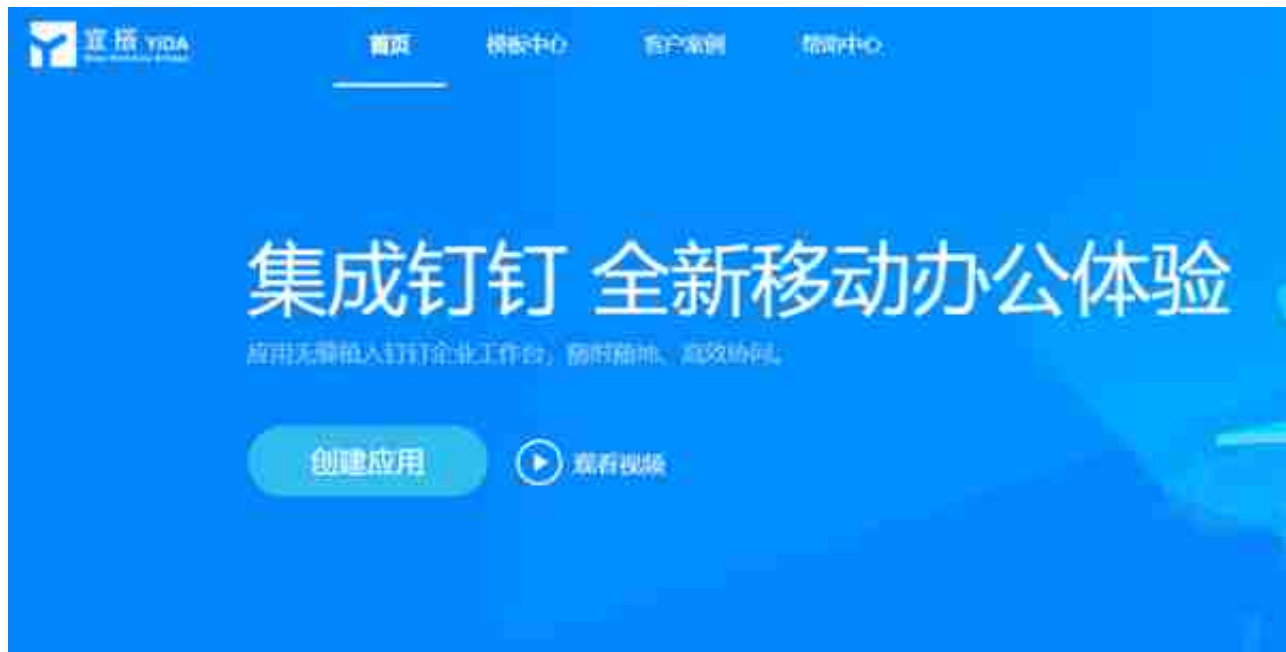 宜搭 YIDA
首页 模板中心 客户案例 帮助中心
集成钉钉 全新移动办公体验
应用无缝植入钉钉企业工作台，随时随地、高效协同。
创建应用 观看视频